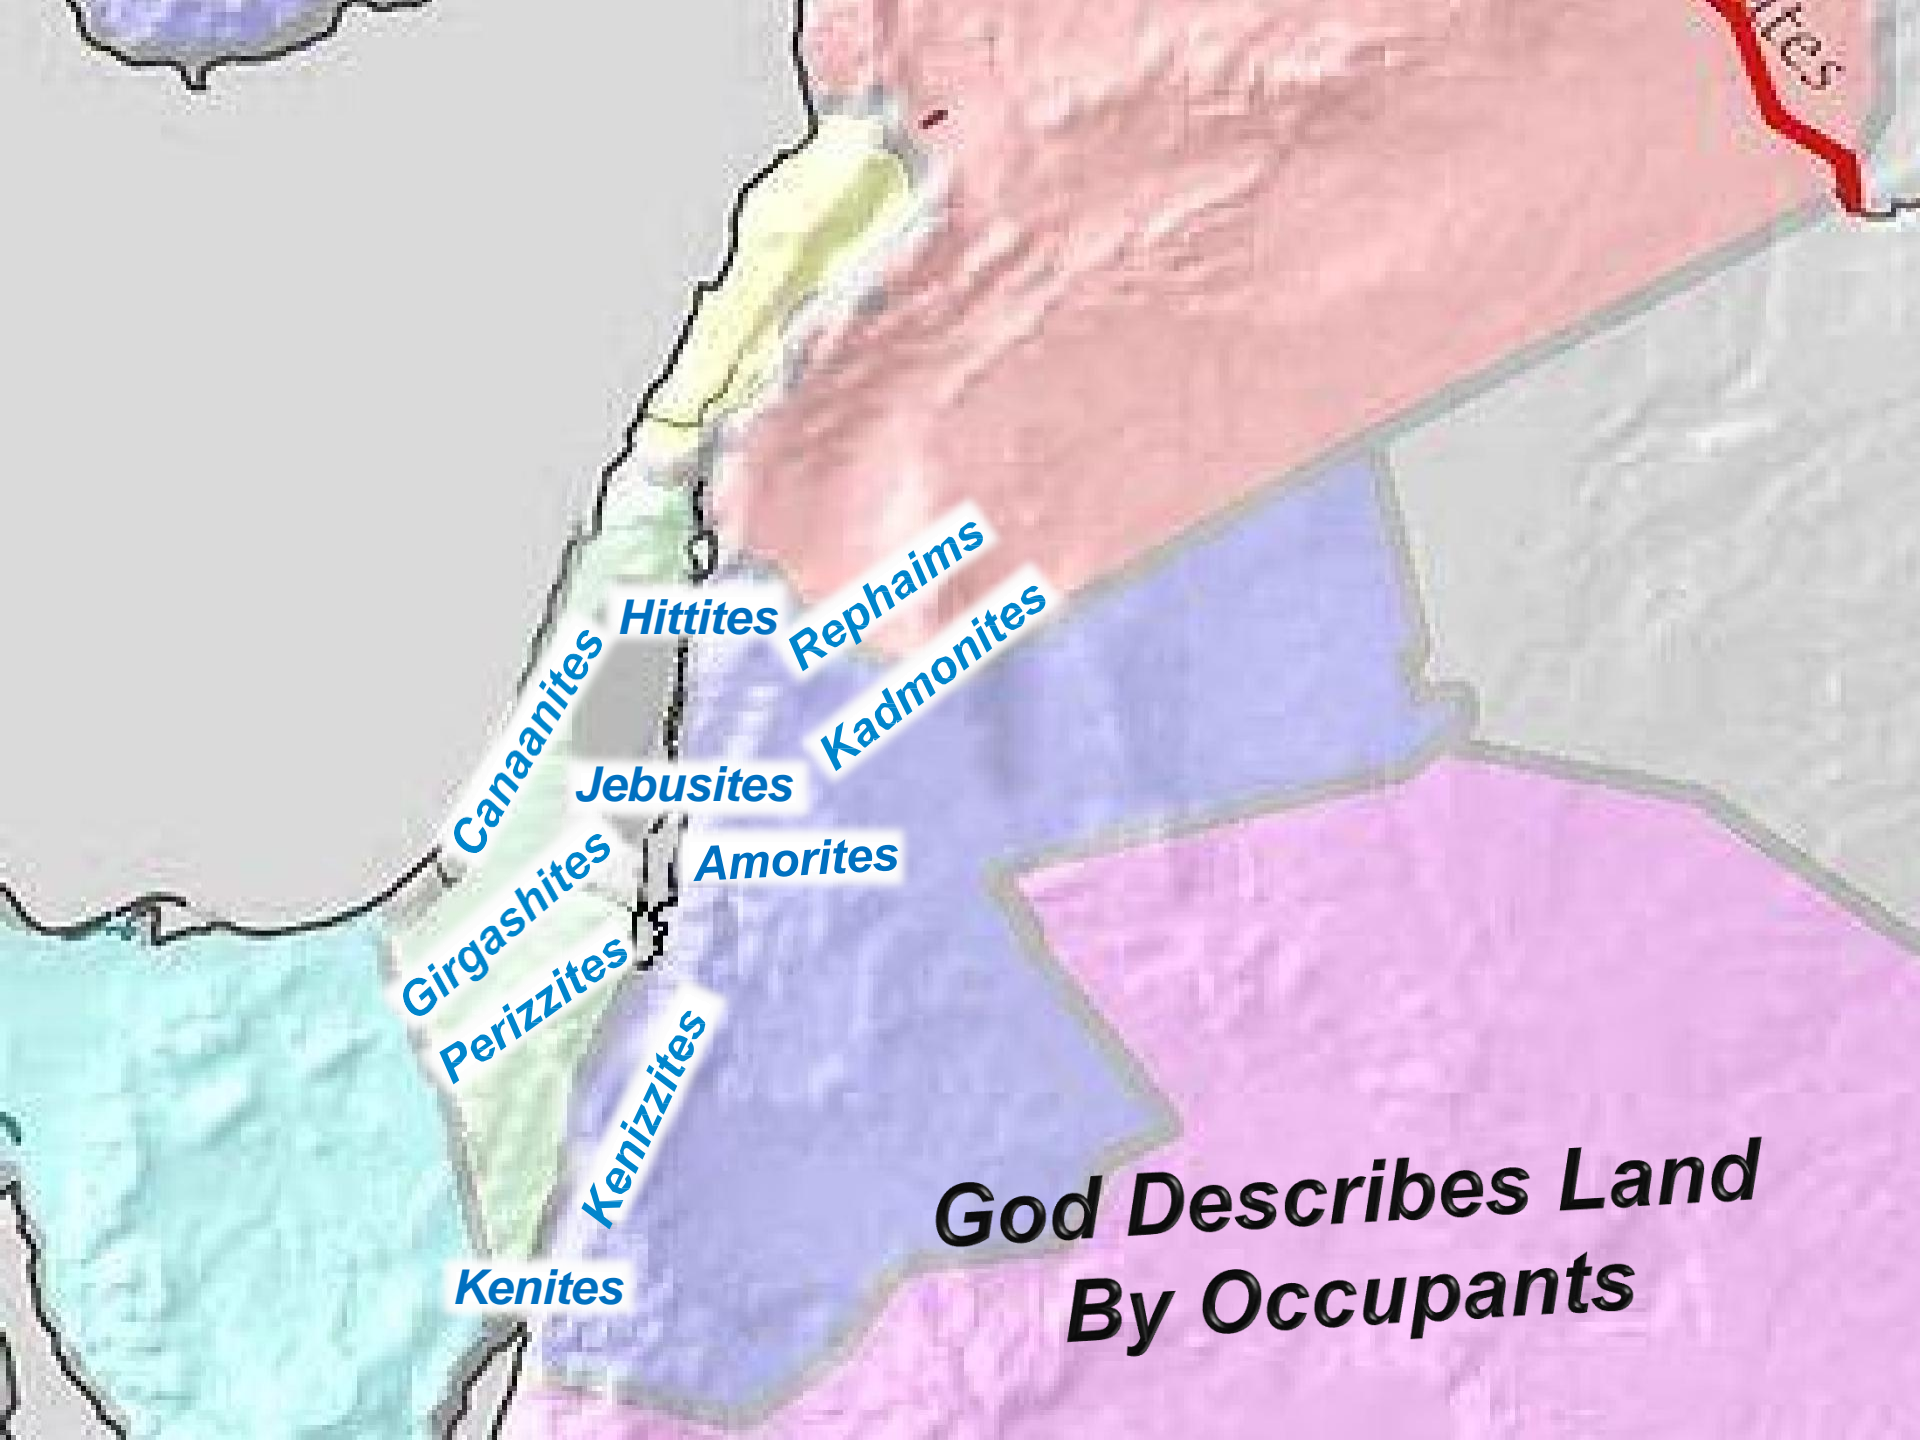 Rephaims
Hittites
Kadmonites
Canaanites
Jebusites
Amorites
Girgashites
Perizzites
Kenizzites
Kenites
God Describes Land
By Occupants